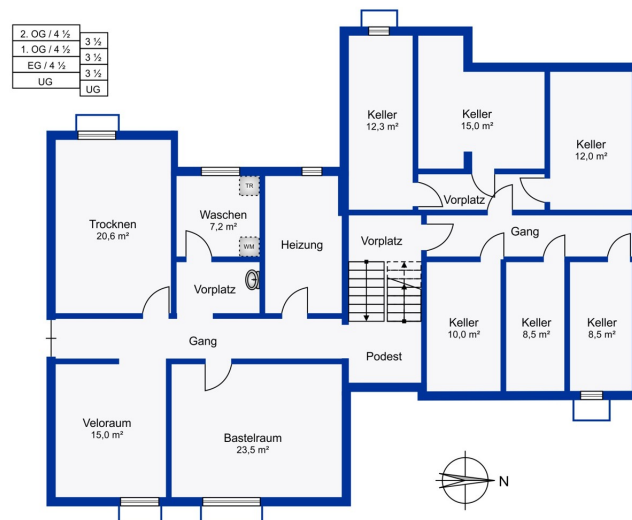 2. OG / 4 ½
3 ½
1. OG / 4 ½
3 ½
EG / 4 ½
3 ½
UG
UG
Keller
12,3 m²
Keller
15,0 m²
Keller
12,0 m²
Trocknen
20,6 m²
TR
Waschen
7,2 m²
WM
Heizung
Vorplatz
Vorplatz
Vorplatz
Gang
Keller
10,0 m²
Keller
8,5 m²
Keller
8,5 m²
Gang
Podest
Veloraum
15,0 m²
Bastelraum
23,5 m²
N